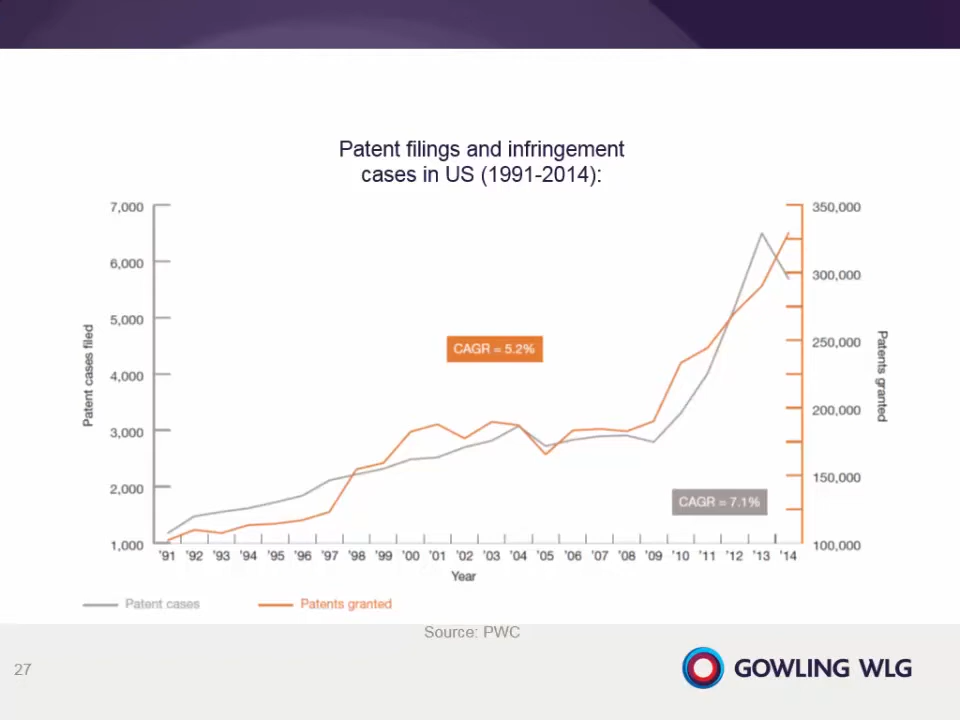 Patent filings and infringement
cases in US (1991-2014):
7,000
6,000
5,000
4,000
3,000
2,000
1,000
Patent cases filed
CAGR = 5.2%
CAGR = 7.1%
350,000
300,000
250,000
200,000
150,000
100,000
Patents granted
'91 '92 '93 '94 '95 '96 '97 '98 '99 '00 '01 '02 '03 '04 '05 '06 '07 '08 '09 '10 '11 '12 '13 '14
Year
Patent cases Patents granted
Source: PWC
27
GOWLING WLG